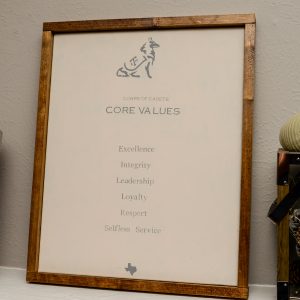 CORPS OF CADETS
CORE VALUES
Excellence
Integrity
Leadership
Loyalty
Respect
Selfless Service